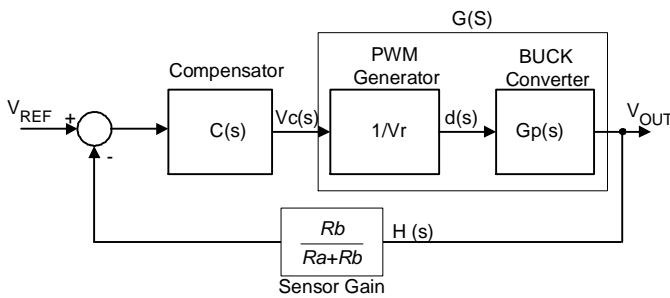 G(S)
PWM
Generator
BUCK
Converter
Compensator
VREF
+
-
C(s)
Vc(s)
1/Vr
d(s)
Gp(s)
VOUT
Rb
Ra+Rb
H (s)
Sensor Gain